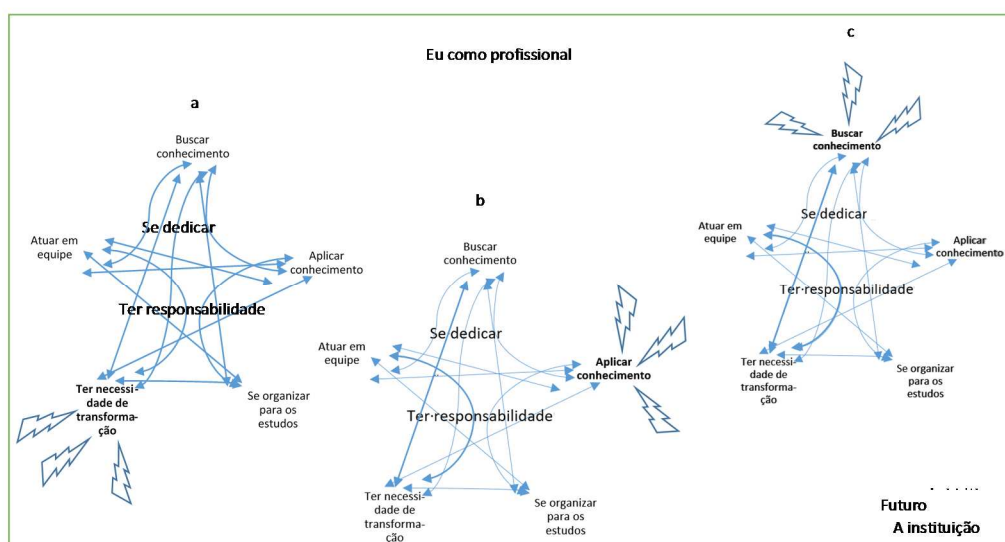 Eu como profissional
a
Buscar
conhecimento
Se dedicar
Atuar em
equipe
Aplicar
conhecimento
Ter responsabilidade
Ter necessi-
dade de
transforma-
ção
Se organizar
para os
estudos
b
Buscar
conhecimento
Se dedicar
Atuar em
equipe
Aplicar
conhecimento
Ter responsabilidade
Ter necessi-
dade de
transforma-
ção
Se organizar
para os
estudos
c
Buscar
conhecimento
Se dedicar
Atuar em
equipe
Aplicar
conhecimento
Ter responsabilidade
Ter necessi-
dade de
transforma-
ção
Se organizar
para os
estudos
Futuro
A instituição